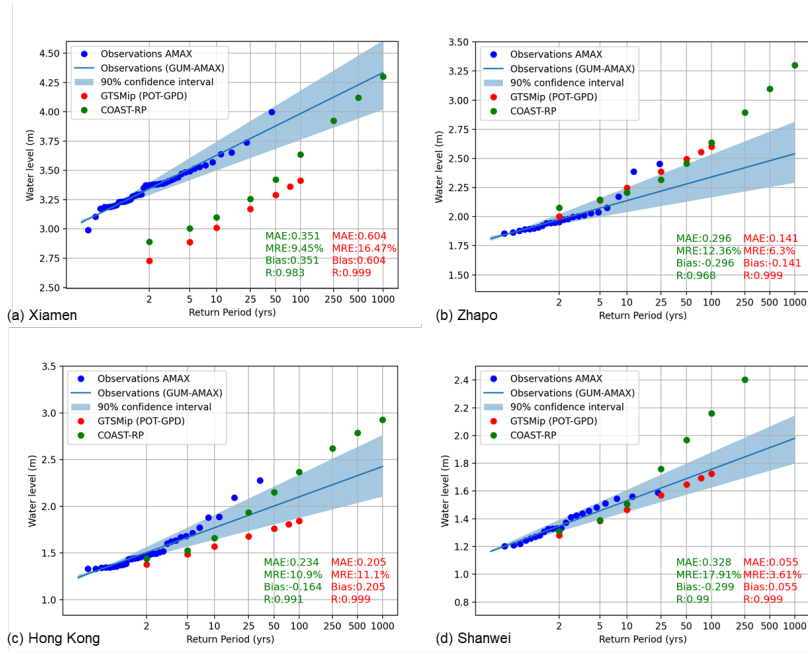 4.50
4.25
4.00
3.75
3.50
3.25
3.00
2.75
2.50
Water level (m)
Observations AMAX
Observations (GUM-AMAX)
90% confidence interval
GTSMip (POT-GPD)
COAST-RP
MAE:0.351 MAE:0.604
MRE:9.45% MRE:16.47%
Bias:0.351 Bias:0.604
R:0.983 R:0.999
2 5 10 25 50 100 250 500 1000
Return Period (yrs)
(a) Xiamen
3.50
3.25
3.00
2.75
2.50
2.25
2.00
1.75
1.50
Water level (m)
Observations AMAX
Observations (GUM-AMAX)
90% confidence interval
GTSMip (POT-GPD)
COAST-RP
MAE:0.296 MAE:0.141
MRE:12.36% MRE:6.3%
Bias:-0.296 Bias:-0.141
R:0.968 R:0.999
2 5 10 25 50 100 250 500 1000
Return Period (yrs)
(b) Zhapo
3.5
3.0
2.5
2.0
1.5
1.0
Water level (m)
Observations AMAX
Observations (GUM-AMAX)
90% confidence interval
GTSMip (POT-GPD)
COAST-RP
MAE:0.234 MAE:0.205
MRE:10.9% MRE:11.1%
Bias:-0.164 Bias:0.205
R:0.991 R:0.999
2 5 10 25 50 100 250 500 1000
Return Period (yrs)
(c) Hong Kong
2.4
2.2
2.0
1.8
1.6
1.4
1.2
1.0
0.8
Water level (m)
Observations AMAX
Observations (GUM-AMAX)
90% confidence interval
GTSMip (POT-GPD)
COAST-RP
MAE:0.328 MAE:0.055
MRE:17.91% MRE:3.61%
Bias:-0.299 Bias:0.055
R:0.99 R:0.999
2 5 10 25 50 100 250 500 1000
Return Period (yrs)
(d) Shanwei